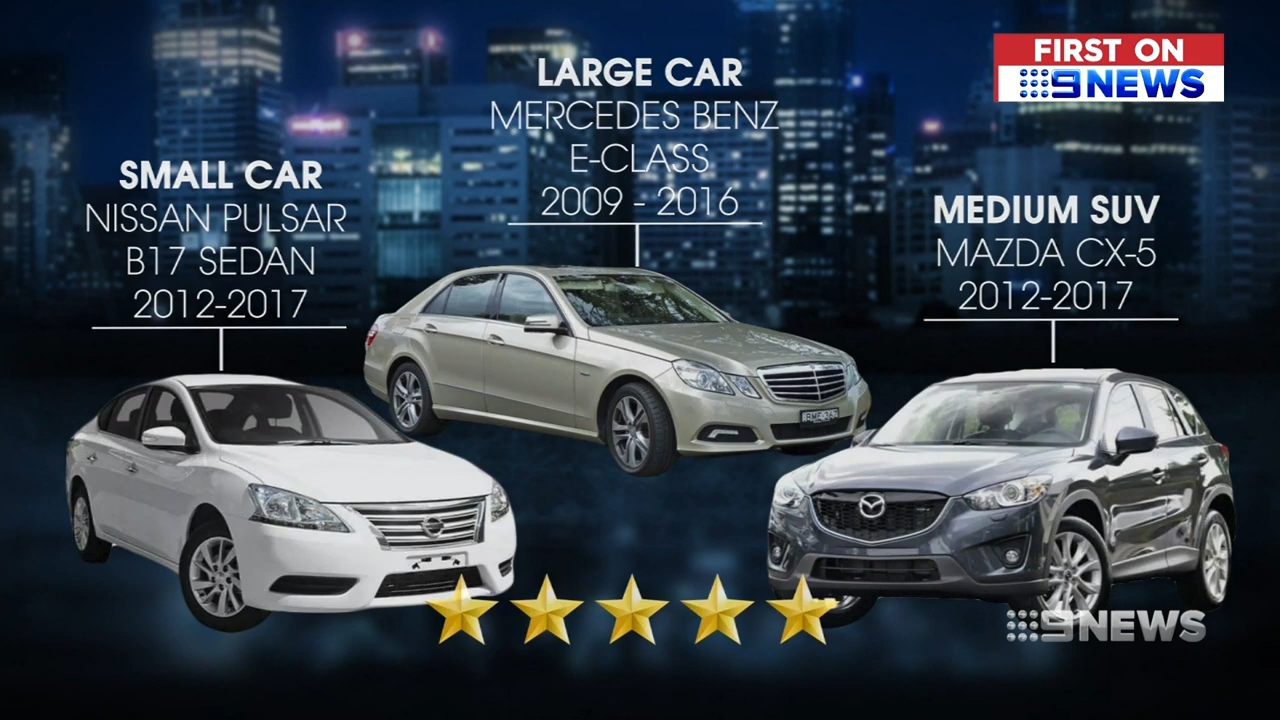 FIRST ON
9NEWS
LARGE CAR
MERCEDES BENZ
E-CLASS
2009 - 2016
SMALL CAR
NISSAN PULSAR
B17 SEDAN
2012-2017
MEDIUM SUV
MAZDA CX-5
2012-2017
9NEWS